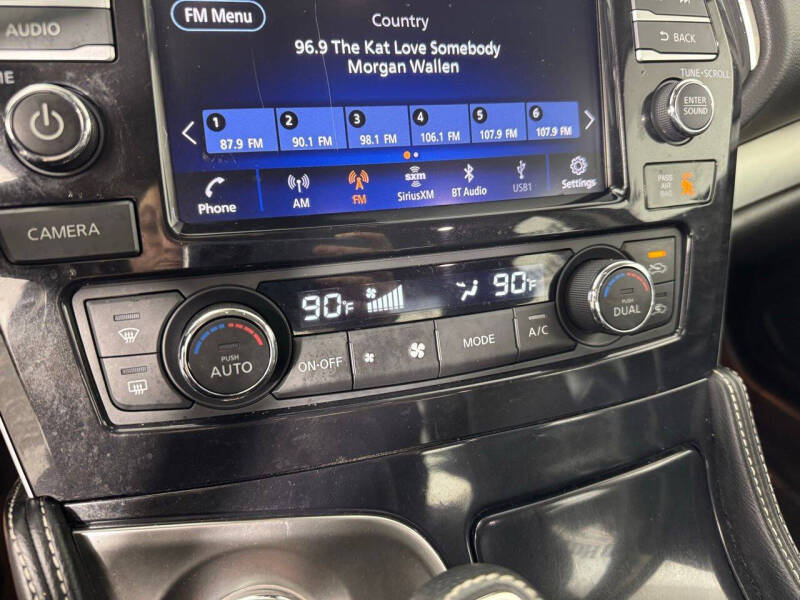 AUDIO
FM Menu
Country
96.9 The Kat Love Somebody
Morgan Wallen
BACK
TUNE·SCROLL
ENTER
SOUND
1 2 3 4 5 6
87.9 FM 90.1 FM 98.1 FM 106.1 FM 107.9 FM 107.9 FM
Phone
AM
FM
sxm
SiriusXM
BT Audio
USB1
Settings
PASS
AIR
BAG
CAMERA
90°F
90°F
PUSH
AUTO
ON·OFF
MODE
A/C
PUSH
DUAL